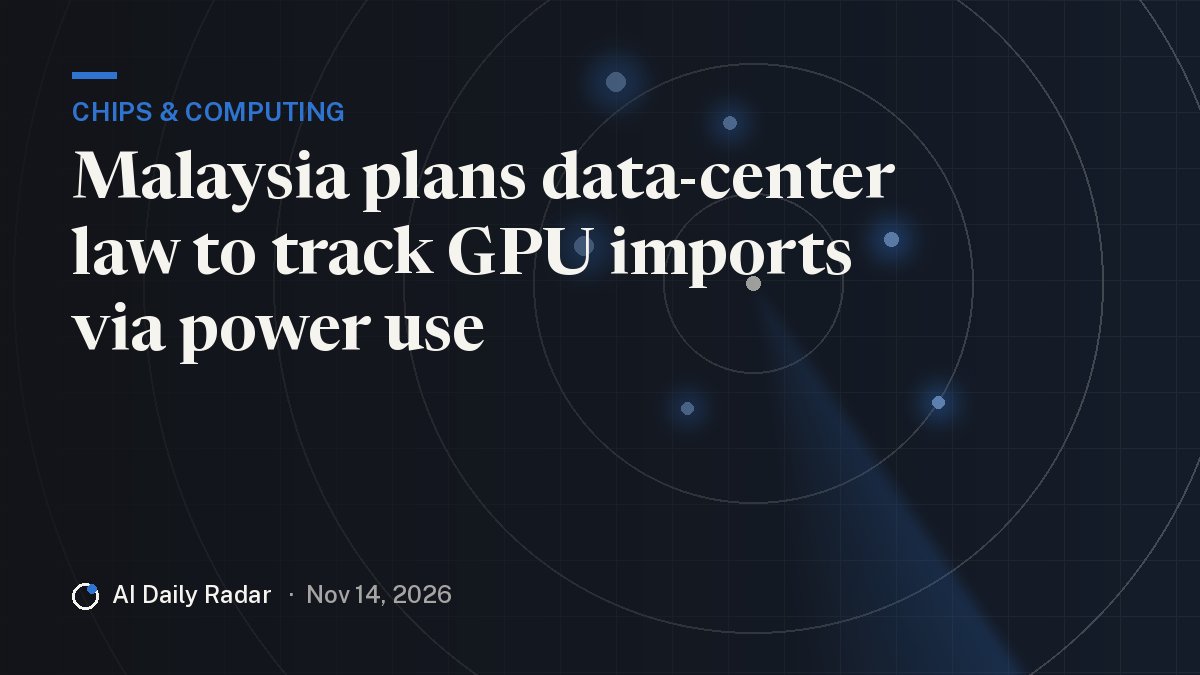 CHIPS & COMPUTING
Malaysia plans data-center
law to track GPU imports
via power use
AI Daily Radar · Nov 14, 2026